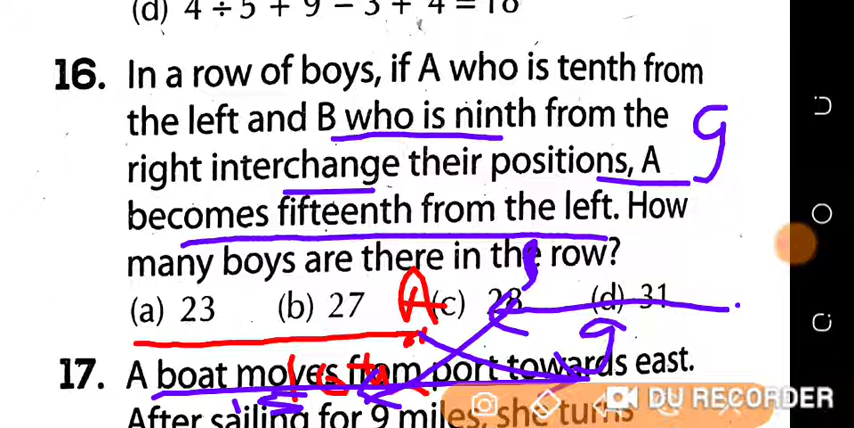 (d) 4 ÷ 5 + 9 − 3 + 4 = 18
16. In a row of boys, if A who is tenth from
the left and B who is ninth from the
right interchange their positions, A
becomes fifteenth from the left. How
many boys are there in the row?
(a) 23 (b) 27 (c) 28 (d) 31
9
A
9
17. A boat moves from port towards east.
After sailing for 9 miles, she turns
DU RECORDER